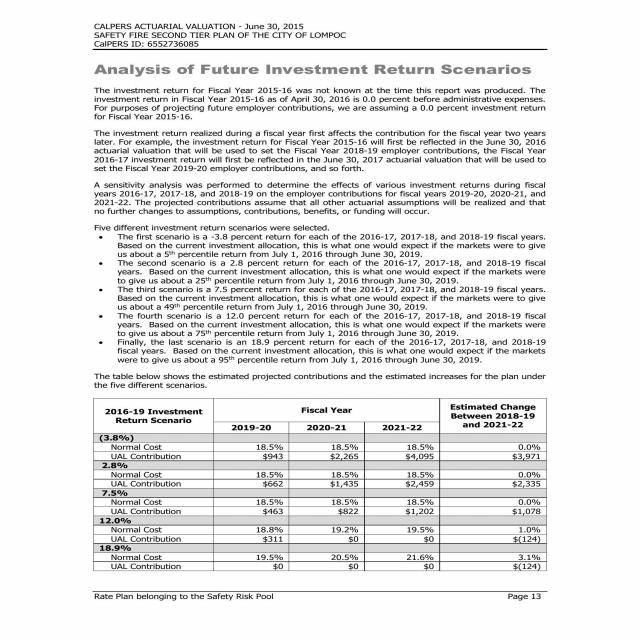 CALPERS ACTUARIAL VALUATION - June 30, 2015
SAFETY FIRE SECOND TIER PLAN OF THE CITY OF LOMPOC
CalPERS ID: 6552736085
Analysis of Future Investment Return Scenarios
The investment return for Fiscal Year 2015-16 was not known at the time this report was produced. The
investment return in Fiscal Year 2015-16 as of April 30, 2016 is 0.0 percent before administrative expenses.
For purposes of projecting future employer contributions, we are assuming a 0.0 percent investment return
for Fiscal Year 2015-16.
The investment return realized during a fiscal year first affects the contribution for the fiscal year two years
later. For example, the investment return for Fiscal Year 2015-16 will first be reflected in the June 30, 2016
actuarial valuation that will be used to set the Fiscal Year 2018-19 employer contributions, the Fiscal Year
2016-17 investment return will first be reflected in the June 30, 2017 actuarial valuation that will be used to
set the Fiscal Year 2019-20 employer contributions, and so forth.
A sensitivity analysis was performed to determine the effects of various investment returns during fiscal
years 2016-17, 2017-18, and 2018-19 on the employer contributions for fiscal years 2019-20, 2020-21, and
2021-22. The projected contributions assume that all other actuarial assumptions will be realized and that
no further changes to assumptions, contributions, benefits, or funding will occur.
Five different investment return scenarios were selected.
• The first scenario is a -3.8 percent return for each of the 2016-17, 2017-18, and 2018-19 fiscal years.
Based on the current investment allocation, this is what one would expect if the markets were to give
us about a 5th percentile return from July 1, 2016 through June 30, 2019.
• The second scenario is a 2.8 percent return for each of the 2016-17, 2017-18, and 2018-19 fiscal
years. Based on the current investment allocation, this is what one would expect if the markets were
to give us about a 25th percentile return from July 1, 2016 through June 30, 2019.
• The third scenario is a 7.5 percent return for each of the 2016-17, 2017-18, and 2018-19 fiscal years.
Based on the current investment allocation, this is what one would expect if the markets were to give
us about a 49th percentile return from July 1, 2016 through June 30, 2019.
• The fourth scenario is a 12.0 percent return for each of the 2016-17, 2017-18, and 2018-19 fiscal
years. Based on the current investment allocation, this is what one would expect if the markets were
to give us about a 75th percentile return from July 1, 2016 through June 30, 2019.
• Finally, the last scenario is an 18.9 percent return for each of the 2016-17, 2017-18, and 2018-19
fiscal years. Based on the current investment allocation, this is what one would expect if the markets
were to give us about a 95th percentile return from July 1, 2016 through June 30, 2019.
The table below shows the estimated projected contributions and the estimated increases for the plan under
the five different scenarios.
2016-19 Investment Return Scenario Fiscal Year Estimated Change Between 2018-19 and 2021-22
2019-20 2020-21 2021-22
(3.8%)
Normal Cost 18.5% 18.5% 18.5% 0.0%
UAL Contribution $943 $2,265 $4,095 $3,971
2.8%
Normal Cost 18.5% 18.5% 18.5% 0.0%
UAL Contribution $662 $1,435 $2,459 $2,335
7.5%
Normal Cost 18.5% 18.5% 18.5% 0.0%
UAL Contribution $463 $822 $1,202 $1,078
12.0%
Normal Cost 18.8% 19.2% 19.5% 1.0%
UAL Contribution $311 $0 $0 $(124)
18.9%
Normal Cost 19.5% 20.5% 21.6% 3.1%
UAL Contribution $0 $0 $0 $(124)
Rate Plan belonging to the Safety Risk Pool Page 13